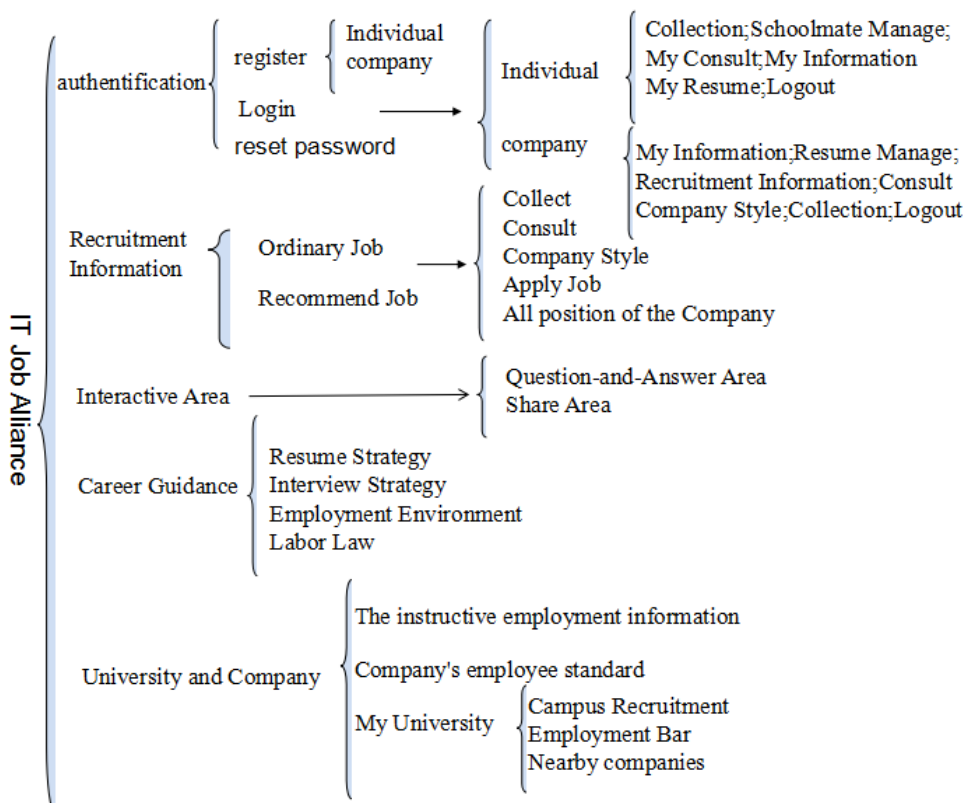 IT Job Alliance
authentification
register
Individual
company
Login
reset password
Individual
Collection;Schoolmate Manage;
My Consult;My Information
My Resume;Logout
company
My Information;Resume Manage;
Recruitment Information;Consult
Company Style;Collection;Logout
Recruitment
Information
Ordinary Job
Recommend Job
Collect
Consult
Company Style
Apply Job
All position of the Company
Interactive Area
Question-and-Answer Area
Share Area
Career Guidance
Resume Strategy
Interview Strategy
Employment Environment
Labor Law
University and Company
The instructive employment information
Company's employee standard
My University
Campus Recruitment
Employment Bar
Nearby companies